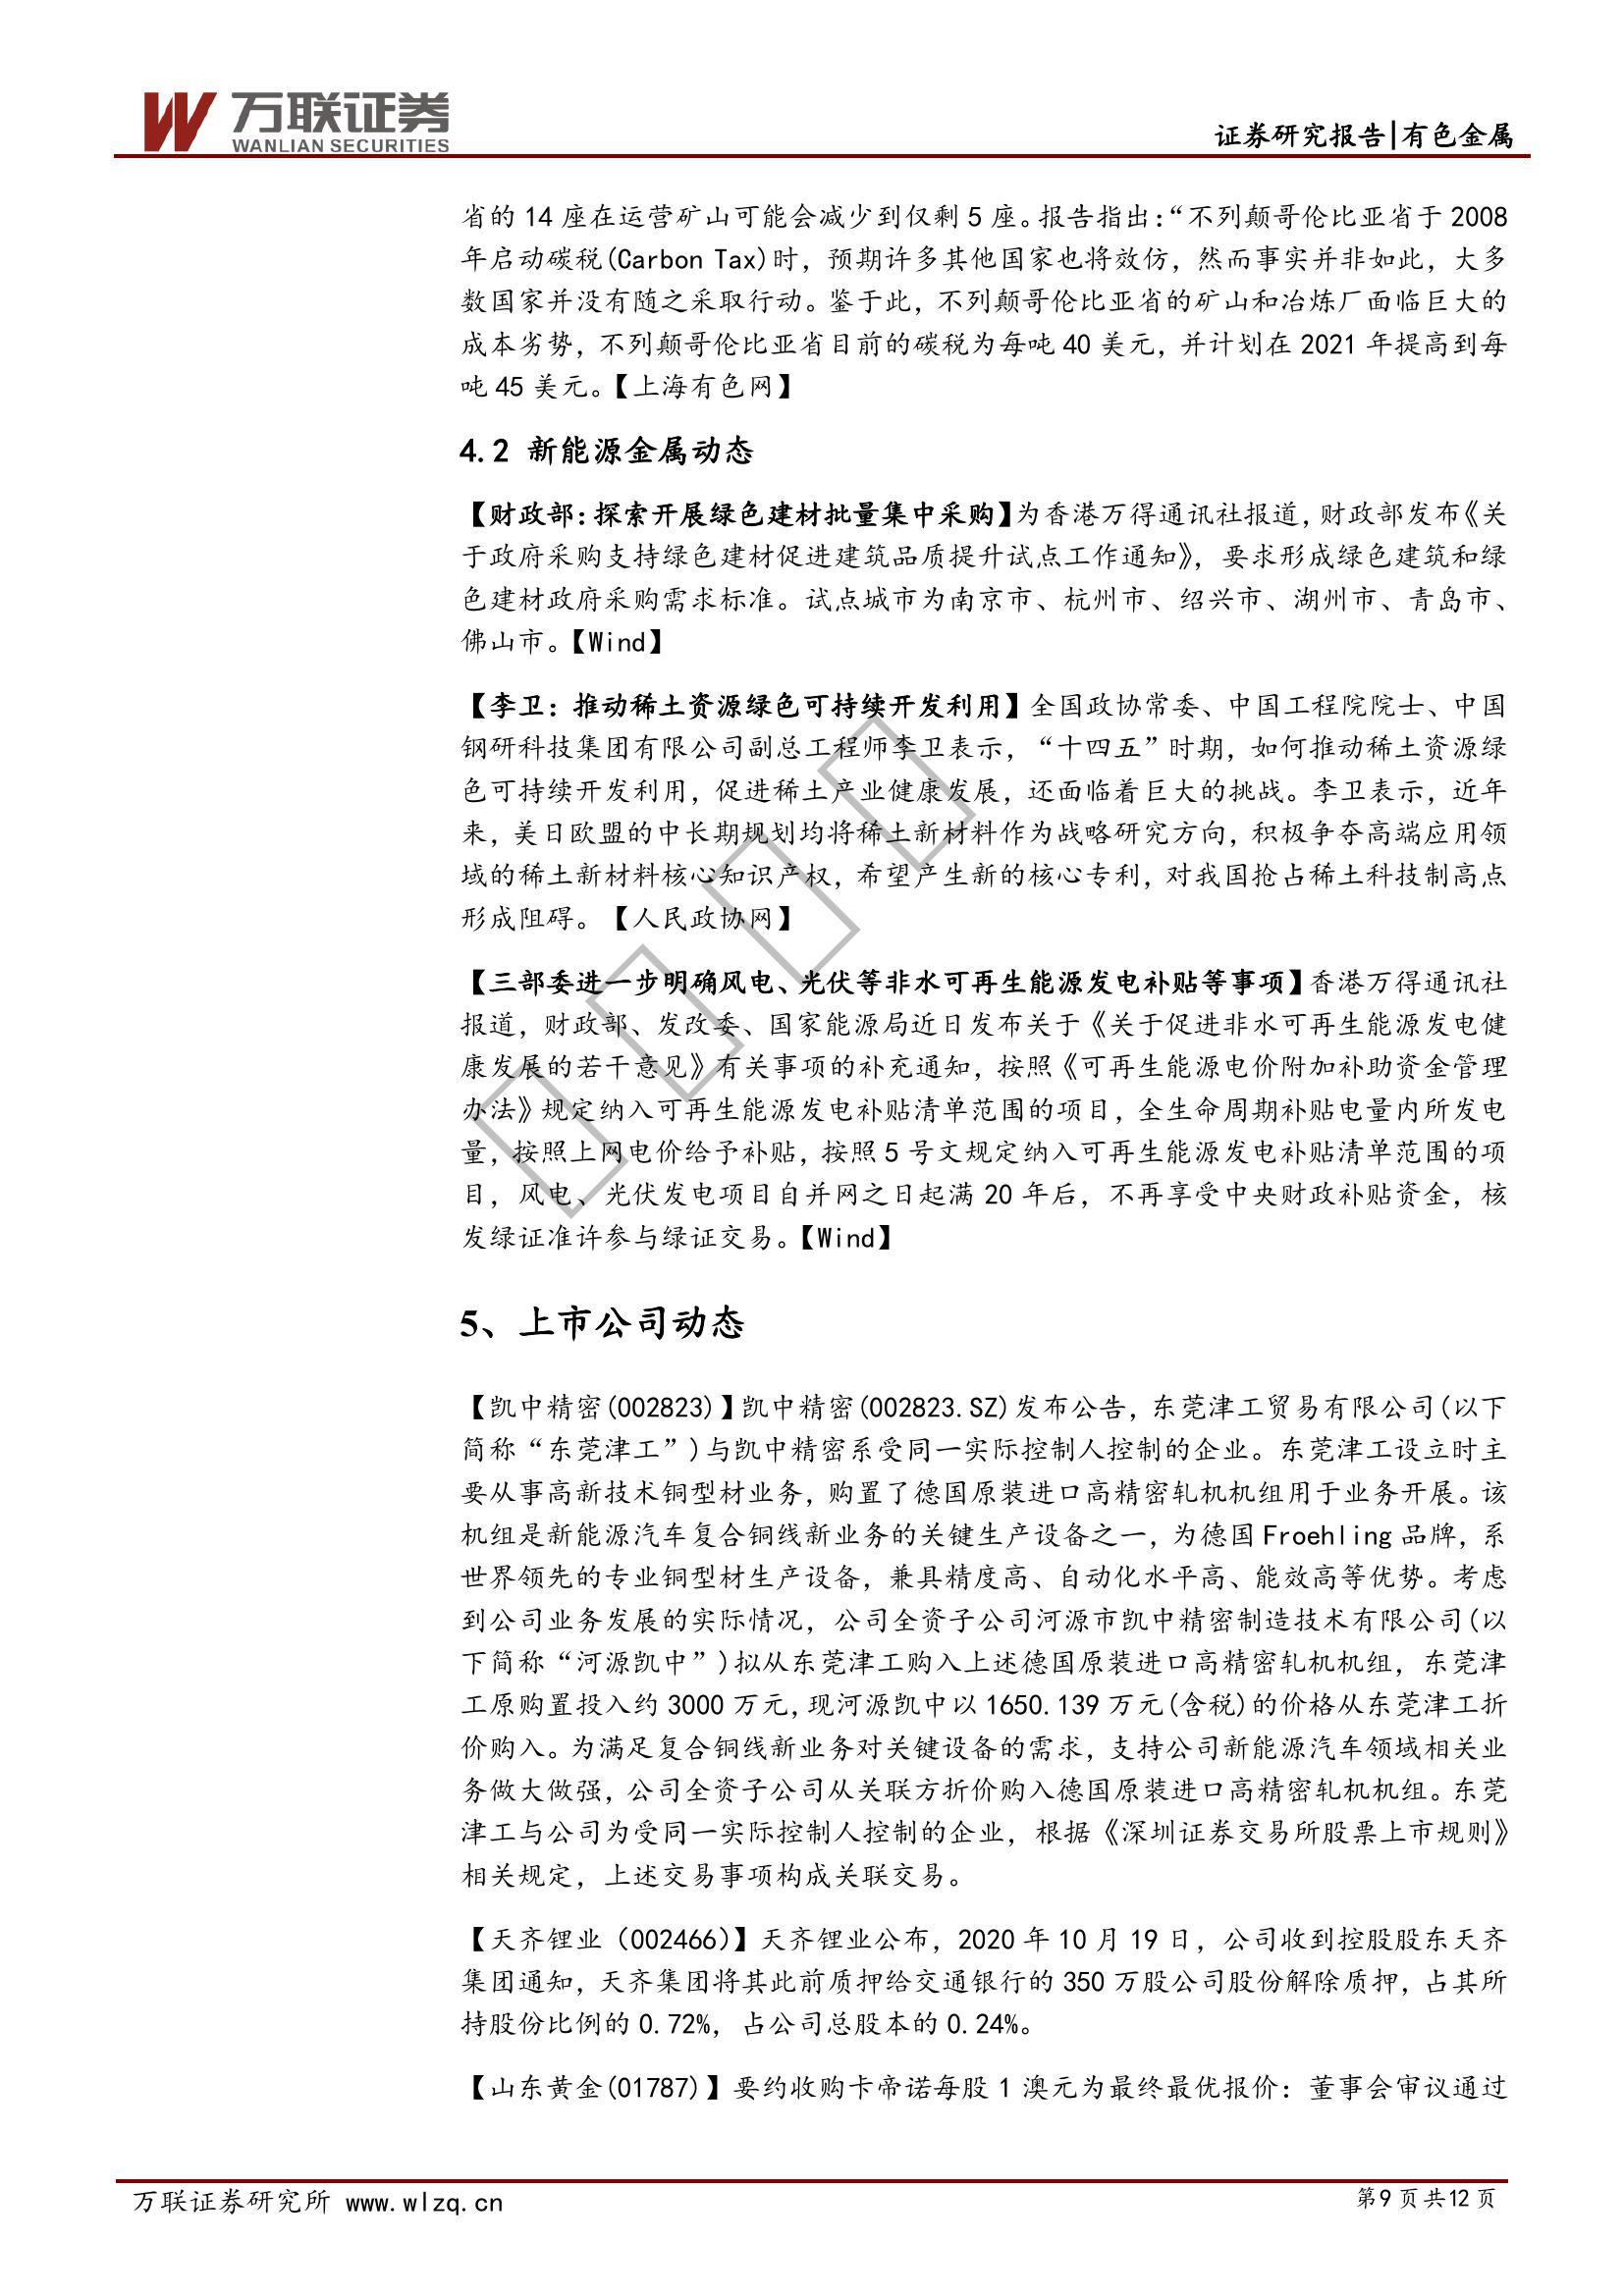 万联证券
WANLIAN SECURITIES
证券研究报告|有色金属
省的 14 座在运营矿山可能会减少到仅剩 5 座。报告指出：“不列颠哥伦比亚省于 2008
年启动碳税(Carbon Tax)时，预期许多其他国家也将效仿，然而事实并非如此，大多
数国家并没有随之采取行动。鉴于此，不列颠哥伦比亚省的矿山和冶炼厂面临巨大的
成本劣势，不列颠哥伦比亚省目前的碳税为每吨 40 美元，并计划在 2021 年提高到每
吨 45 美元。【上海有色网】
4.2 新能源金属动态
【财政部：探索开展绿色建材批量集中采购】为香港万得通讯社报道，财政部发布《关
于政府采购支持绿色建材促进建筑品质提升试点工作通知》，要求形成绿色建筑和绿
色建材政府采购需求标准。试点城市为南京市、杭州市、绍兴市、湖州市、青岛市、
佛山市。【Wind】
【李卫：推动稀土资源绿色可持续开发利用】全国政协常委、中国工程院院士、中国
钢研科技集团有限公司副总工程师李卫表示，“十四五”时期，如何推动稀土资源绿
色可持续开发利用，促进稀土产业健康发展，还面临着巨大的挑战。李卫表示，近年
来，美日欧盟的中长期规划均将稀土新材料作为战略研究方向，积极争夺高端应用领
域的稀土新材料核心知识产权，希望产生新的核心专利，对我国抢占稀土科技制高点
形成阻碍。【人民政协网】
【三部委进一步明确风电、光伏等非水可再生能源发电补贴等事项】香港万得通讯社
报道，财政部、发改委、国家能源局近日发布关于《关于促进非水可再生能源发电健
康发展的若干意见》有关事项的补充通知，按照《可再生能源电价附加补助资金管理
办法》规定纳入可再生能源发电补贴清单范围的项目，全生命周期补贴电量内所发电
量，按照上网电价给予补贴，按照 5 号文规定纳入可再生能源发电补贴清单范围的项
目，风电、光伏发电项目自并网之日起满 20 年后，不再享受中央财政补贴资金，核
发绿证准许参与绿证交易。【Wind】
5、上市公司动态
【凯中精密(002823)】凯中精密(002823.SZ)发布公告，东莞津工贸易有限公司(以下
简称“东莞津工”)与凯中精密系受同一实际控制人控制的企业。东莞津工设立时主
要从事高新技术铜型材业务，购置了德国原装进口高精密轧机机组用于业务开展。该
机组是新能源汽车复合铜线新业务的关键生产设备之一，为德国 Froehling 品牌，系
世界领先的专业铜型材生产设备，兼具精度高、自动化水平高、能效高等优势。考虑
到公司业务发展的实际情况，公司全资子公司河源市凯中精密制造技术有限公司(以
下简称“河源凯中”)拟从东莞津工购入上述德国原装进口高精密轧机机组，东莞津
工原购置投入约 3000 万元，现河源凯中以 1650.139 万元(含税)的价格从东莞津工折
价购入。为满足复合铜线新业务对关键设备的需求，支持公司新能源汽车领域相关业
务做大做强，公司全资子公司从关联方折价购入德国原装进口高精密轧机机组。东莞
津工与公司为受同一实际控制人控制的企业，根据《深圳证券交易所股票上市规则》
相关规定，上述交易事项构成关联交易。
【天齐锂业（002466）】天齐锂业公布，2020 年 10 月 19 日，公司收到控股股东天齐
集团通知，天齐集团将其此前质押给交通银行的 350 万股公司股份解除质押，占其所
持股份比例的 0.72%，占公司总股本的 0.24%。
【山东黄金(01787)】要约收购卡帝诺每股 1 澳元为最终最优报价：董事会审议通过
万联证券研究所 www.wlzq.cn
第 9 页 共 12 页